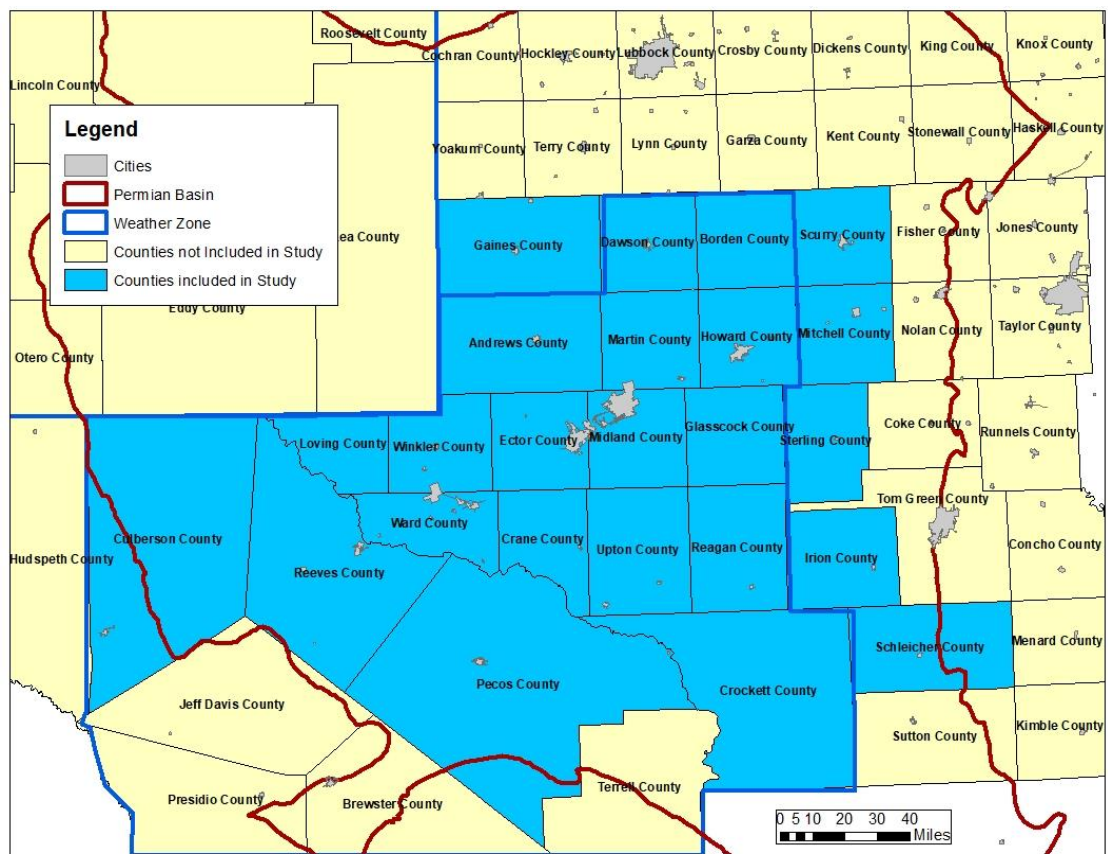 Roosevelt County
Cochran County
Hockley County
Lubbock County
Crosby County
Dickens County
King County
Knox County
Lincoln County
Legend
Cities
Permian Basin
Weather Zone
Counties not Included in Study
Counties included in Study
Yoakum County
Terry County
Lynn County
Garza County
Kent County
Stonewall County
Haskell County
ea County
Gaines County
Dawson County
Borden County
Scurry County
Fisher County
Jones County
Eddy County
Otero County
Andrews County
Martin County
Howard County
Mitchell County
Nolan County
Taylor County
Loving County
Winkler County
Ector County
Midland County
Glasscock County
Sterling County
Coke County
Runnels County
Tom Green County
Ward County
Culberson County
Hudspeth County
Reeves County
Crane County
Upton County
Reagan County
Irion County
Concho County
Schleicher County
Menard County
Pecos County
Crockett County
Jeff Davis County
Sutton County
Kimble County
Presidio County
Brewster County
Terrell County
0 5 10 20 30 40
Miles